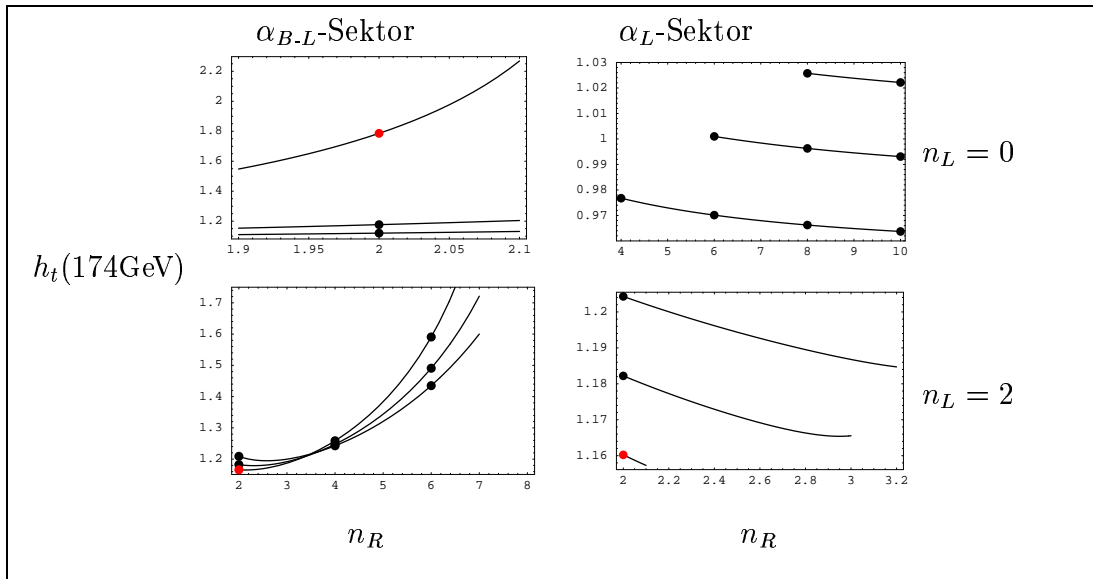 α_{B-L}-Sektor α_L-Sektor
2.2
2
1.8
1.6
1.4
1.2
1.9 1.95 2 2.05 2.1
1.03
1.02
1.01
1
0.99
0.98
0.97
4 5 6 7 8 9 10
n_L = 0
h_t(174GeV)
1.7
1.6
1.5
1.4
1.3
1.2
2 3 4 5 6 7 8
1.2
1.19
1.18
1.17
1.16
2 2.2 2.4 2.6 2.8 3 3.2
n_L = 2
n_R n_R